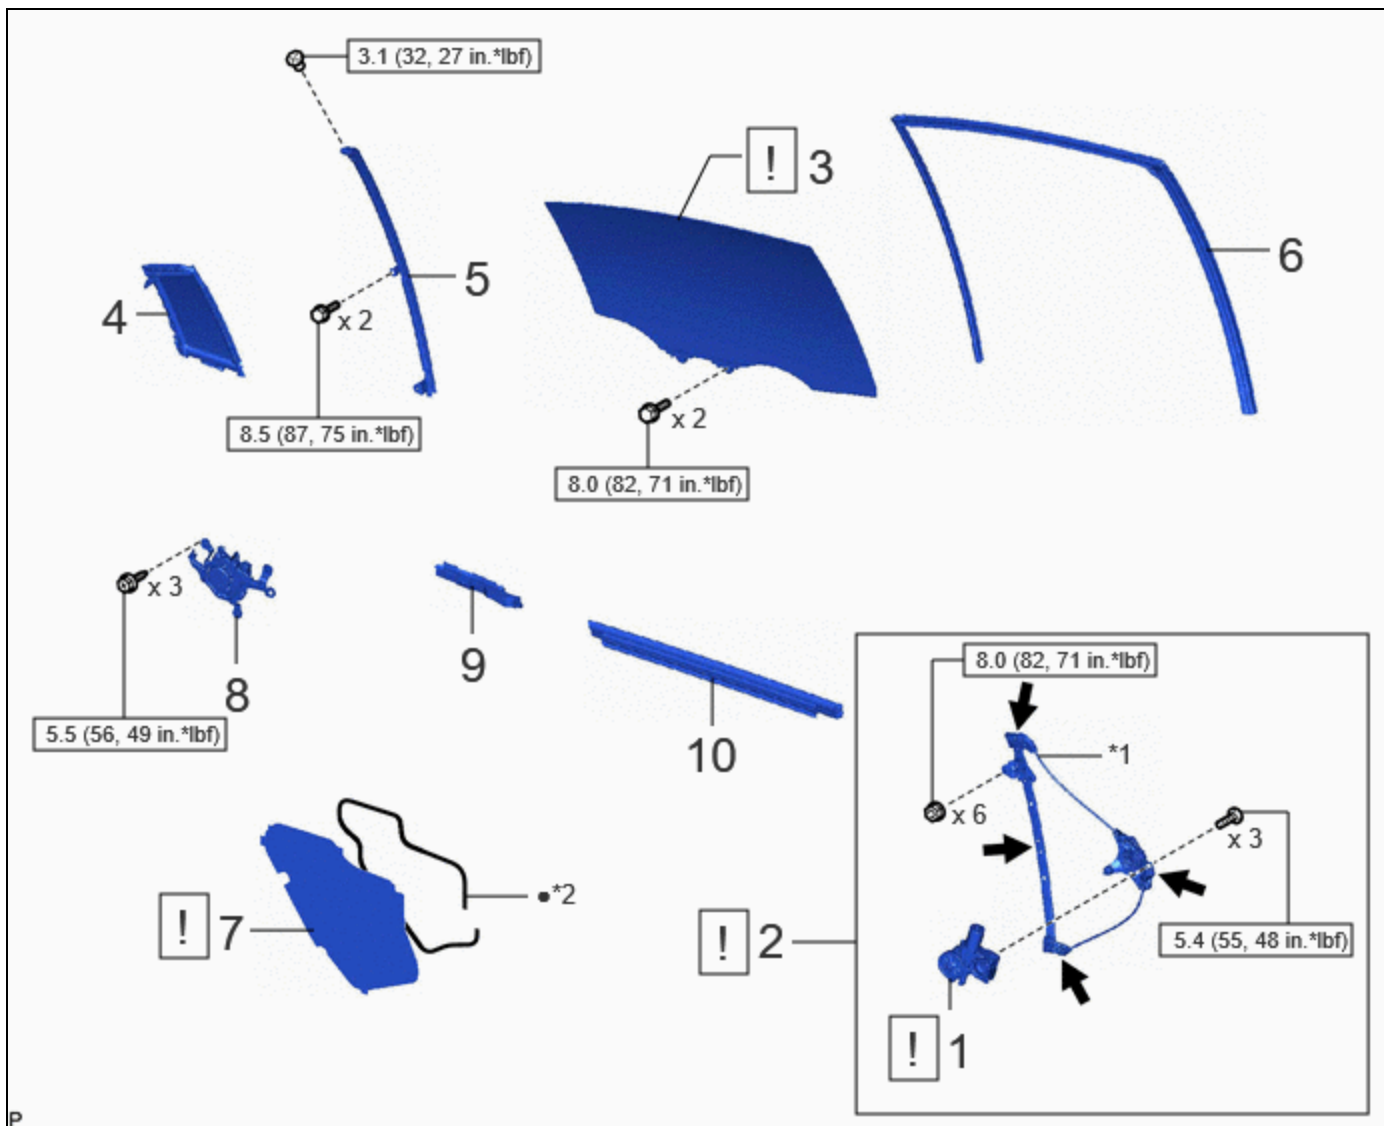 3.1 (32, 27 in.*lbf)
! 3
6
5
4
x 2
8.5 (87, 75 in.*lbf)
x 2
8.0 (82, 71 in.*lbf)
x 3
8
5.5 (56, 49 in.*lbf)
9
10
8.0 (82, 71 in.*lbf)
*1
x 6
x 3
5.4 (55, 48 in.*lbf)
●*2
! 7
! 2
! 1
P